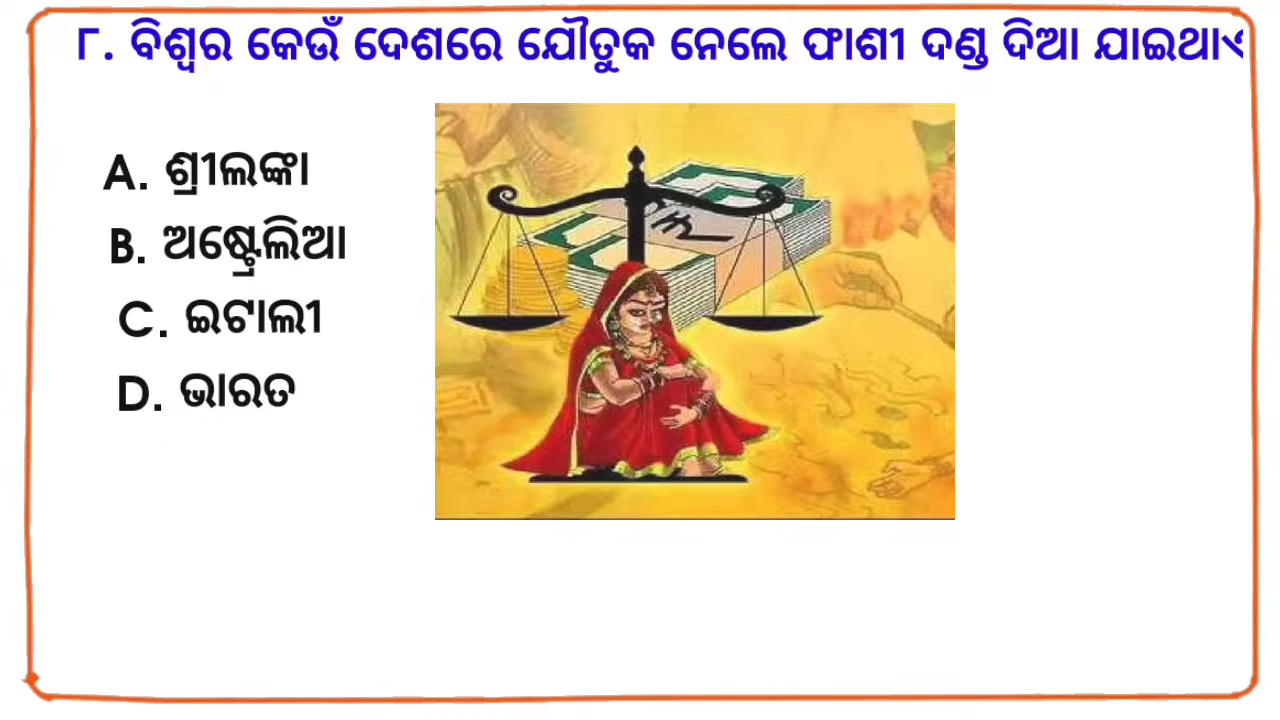 ୮. ବିଶ୍ୱର କେଉଁ ଦେଶରେ ଯୌତୁକ ନେଲେ ଫାଶୀ ଦଣ୍ଡ ଦିଆ ଯାଇଥାଏ
A. ଶ୍ରୀଲଙ୍କା
B. ଅଷ୍ଟ୍ରେଲିଆ
C. ଇଟାଲୀ
D. ଭାରତ